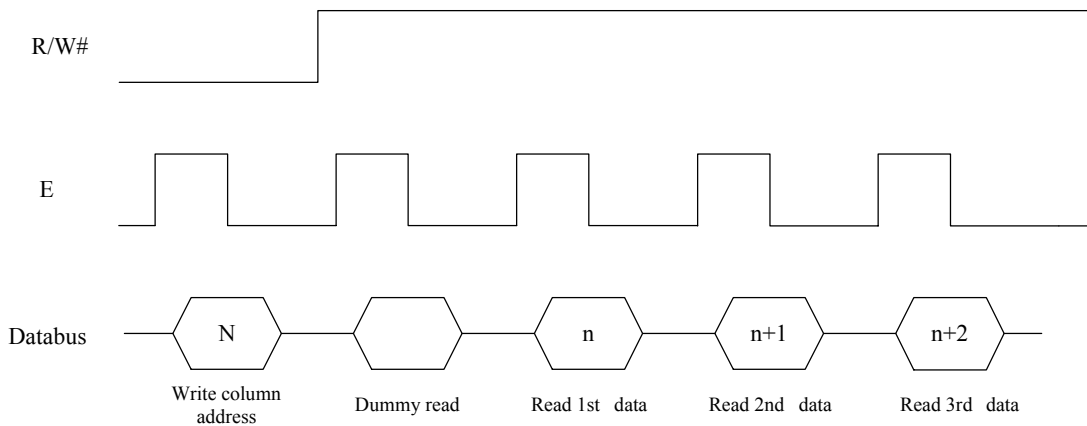 R/W#
E
Databus
N
n
n+1
n+2
Write column
address
Dummy read
Read 1st data
Read 2nd data
Read 3rd data